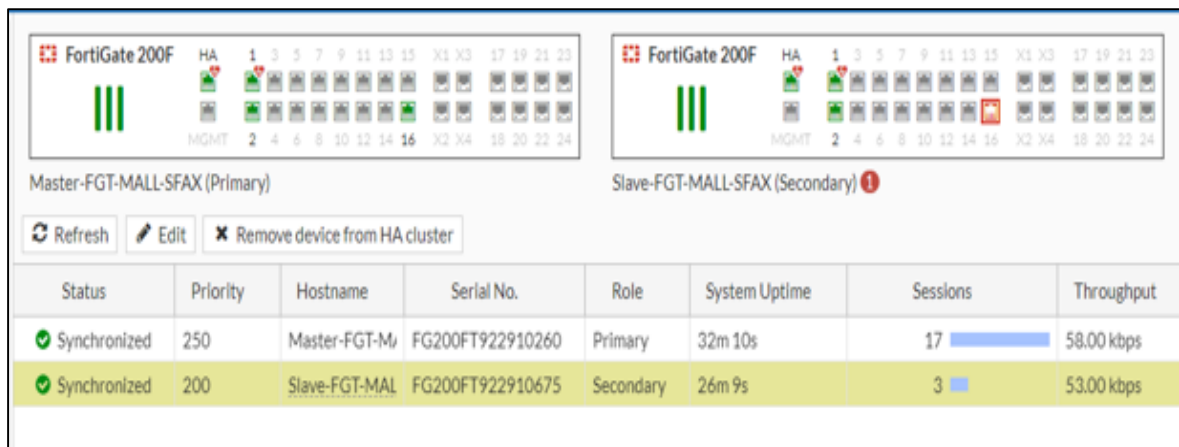 FortiGate 200F HA 1 3 5 7 9 11 13 15 X1 X3 17 19 21 23
MGMT 2 4 6 8 10 12 14 16 X2 X4 18 20 22 24
Master-FGT-MALL-SFAX (Primary)
FortiGate 200F HA 1 3 5 7 9 11 13 15 X1 X3 17 19 21 23
MGMT 2 4 6 8 10 12 14 16 X2 X4 18 20 22 24
Slave-FGT-MALL-SFAX (Secondary) 1
Refresh Edit Remove device from HA cluster
Status Priority Hostname Serial No. Role System Uptime Sessions Throughput
Synchronized 250 Master-FGT-MA FG200FT922910260 Primary 32m 10s 17 58.00 kbps
Synchronized 200 Slave-FGT-MAL FG200FT922910675 Secondary 26m 9s 3 53.00 kbps